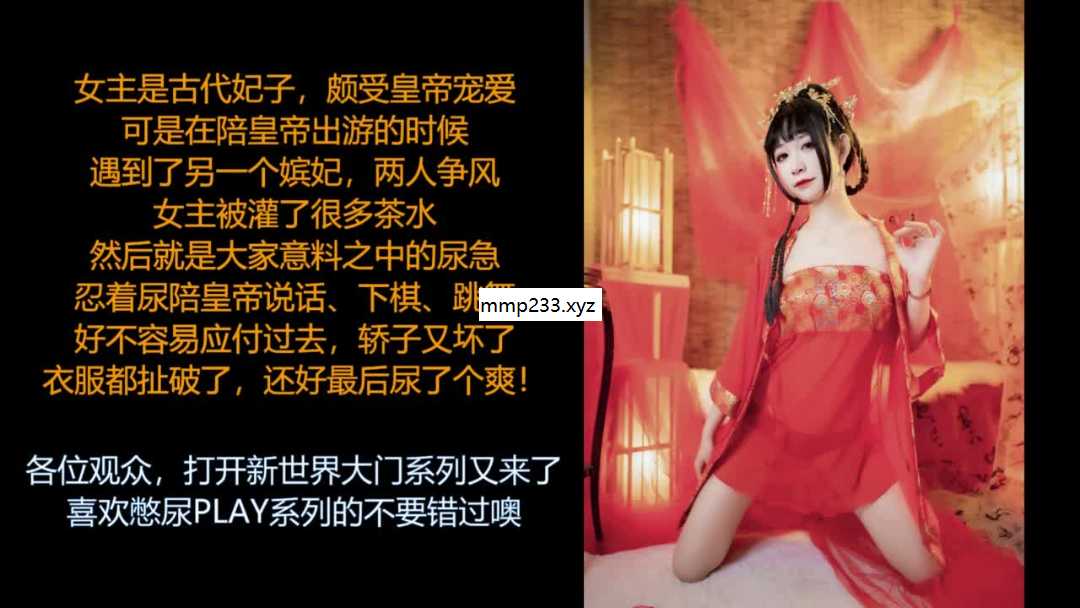 女主是古代妃子，颇受皇帝宠爱
可是在陪皇帝出游的时候
遇到了另一个嫔妃，两人争风
女主被灌了很多茶水
然后就是大家意料之中的尿急
忍着尿陪皇帝说话、下棋、跳
mmp233.xyz
好不容易应付过去，轿子又坏了
衣服都扯破了，还好最后尿了个爽！
各位观众，打开新世界大门系列又来了
喜欢憋尿PLAY系列的不要错过噢